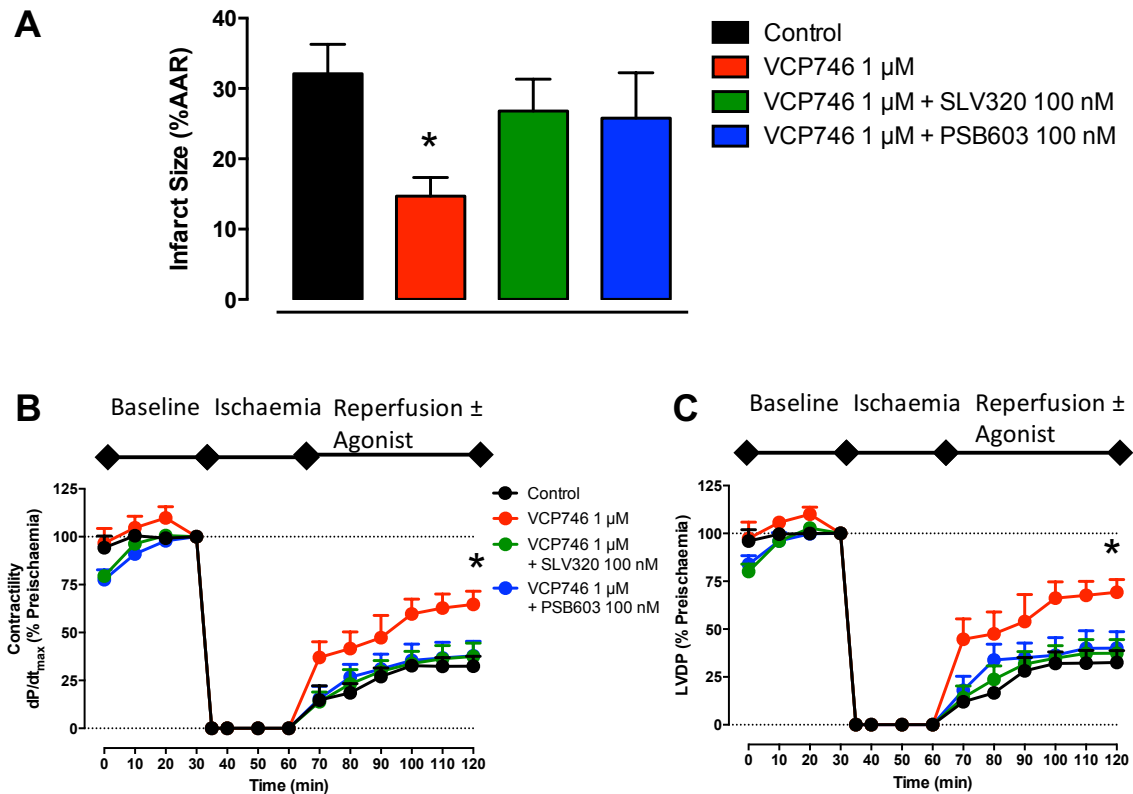 A
Infarct Size (%AAR)
40
30
20
10
0
*
Control
VCP746 1 µM
VCP746 1 µM + SLV320 100 nM
VCP746 1 µM + PSB603 100 nM
B
Baseline Ischaemia Reperfusion ±
Agonist
Contractility
dP/dtmax (% Preischaemia)
125
100
75
50
25
0
*
Control
VCP746 1 µM
VCP746 1 µM
+ SLV320 100 nM
VCP746 1 µM
+ PSB603 100 nM
0 10 20 30 40 50 60 70 80 90 100 110 120
Time (min)
C
Baseline Ischaemia Reperfusion ±
Agonist
LVDP (% Preischaemia)
125
100
75
50
25
0
*
0 10 20 30 40 50 60 70 80 90 100 110 120
Time (min)